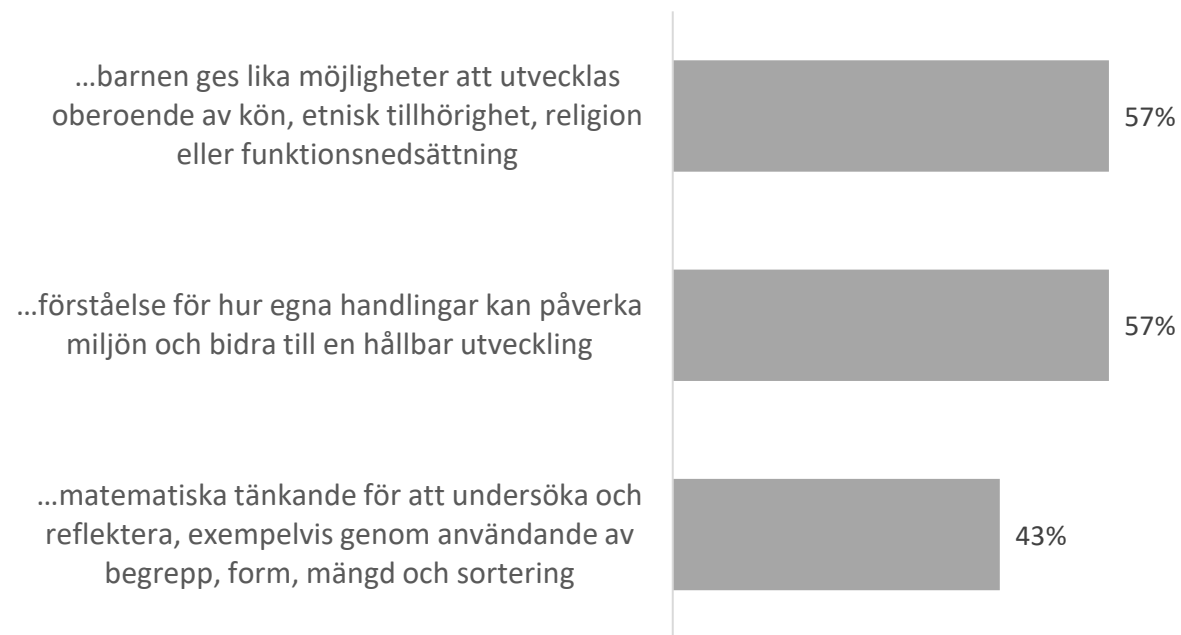 ...barnen ges lika möjligheter att utvecklas
oberoende av kön, etnisk tillhörighet, religion
eller funktionsnedsättning
57%
...förståelse för hur egna handlingar kan påverka
miljön och bidra till en hållbar utveckling
57%
...matematiska tänkande för att undersöka och
reflektera, exempelvis genom användande av
begrepp, form, mängd och sortering
43%